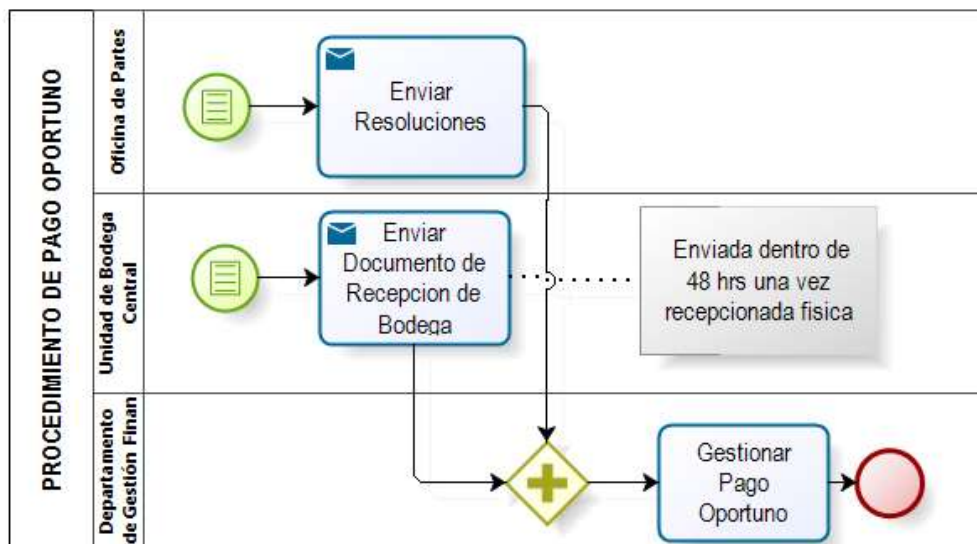 PROCEDIMIENTO DE PAGO OPORTUNO
Oficina de Partes
Enviar
Resoluciones
Unidad de Bodega
Central
Enviar
Documento de
Recepcion de
Bodega
Enviada dentro de
48 hrs una vez
recepcionada fisica
Departamento
de Gestión Finan
Gestionar
Pago
Oportuno